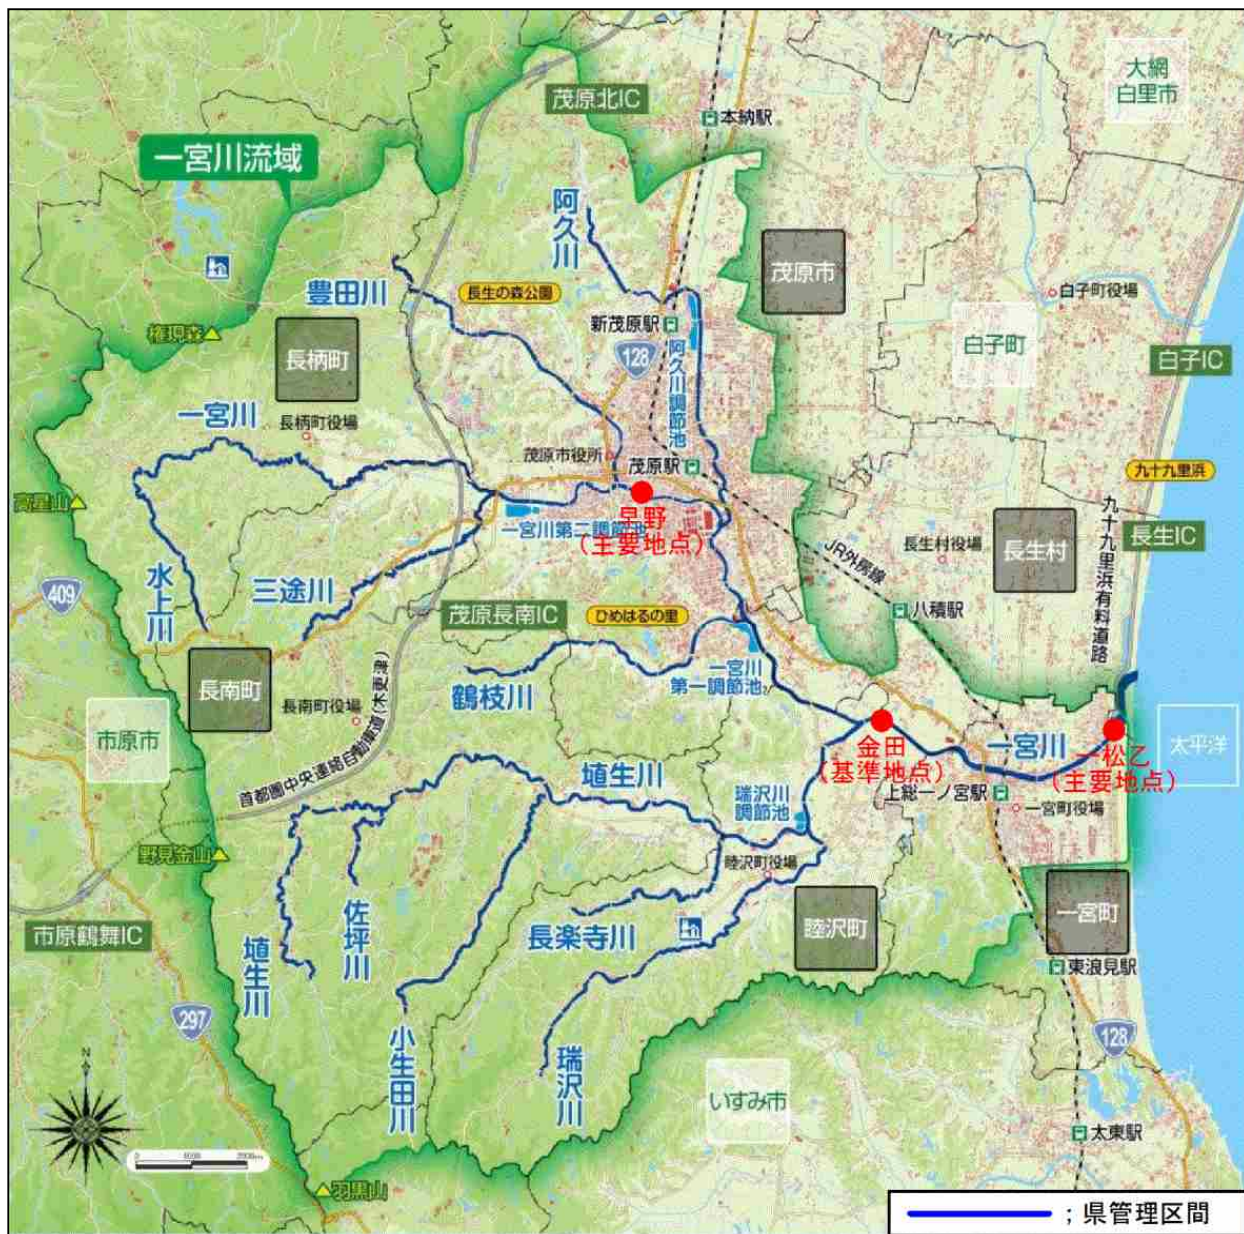 大網
白里市
茂原北IC
本納駅
一宮川流域
阿久川
茂原市
豊田川
長生の森公園
白子町役場
新茂原駅
権現森
128
白子町
長柄町
阿久川調節池
白子IC
一宮川
長柄町役場
茂原市役所
茂原駅
九十九里浜
高星山
早野
(主要地点)
一宮川第二調節池
長生村
長生村役場
長生IC
JR外房線
九十九里浜有料道路
水上川
三途川
409
茂原長南IC
ひめはるの里
八積駅
長南町
鶴枝川
一宮川
第一調節池
長南町役場
市原市
首都圏中央連絡自動車道(木更津)
金田
(基準地点)
一宮川
一松乙
(主要地点)
太平洋
埴生川
瑞沢川
調節池
上総一ノ宮駅
一宮町役場
野見金山
睦沢町役場
佐坪川
長楽寺川
睦沢町
一宮町
市原鶴舞IC
埴生川
東浪見駅
297
小生田川
瑞沢川
128
いすみ市
N
太東駅
0
羽黒山
;県管理区間